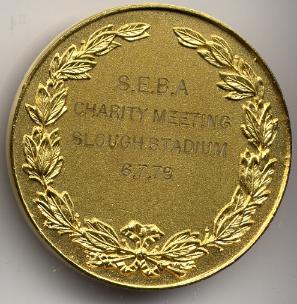 S.E.B.A
CHARITY MEETING
SLOUGH STADIUM
6.7.79